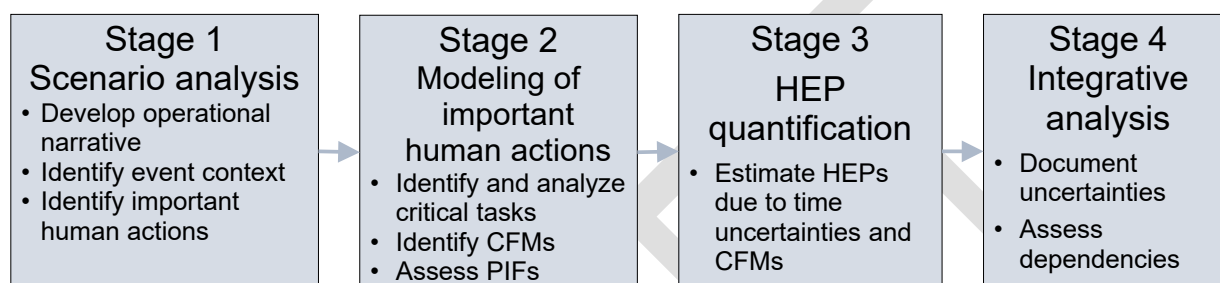 Stage 1
Scenario analysis
• Develop operational
narrative
• Identify event context
• Identify important
human actions
Stage 2
Modeling of
important
human actions
• Identify and analyze
critical tasks
• Identify CFMs
• Assess PIFs
Stage 3
HEP
quantification
• Estimate HEPs
due to time
uncertainties and
CFMs
Stage 4
Integrative
analysis
• Document
uncertainties
• Assess
dependencies